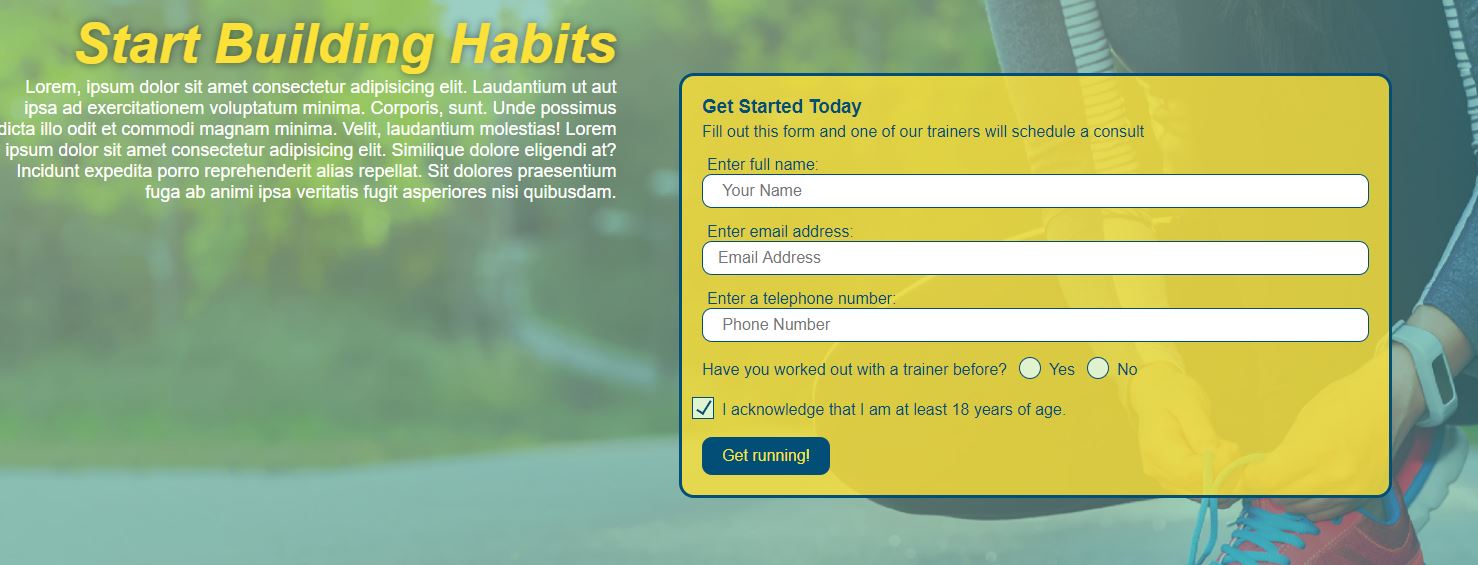 Start Building Habits
Lorem, ipsum dolor sit amet consectetur adipisicing elit. Laudantium ut aut
ipsa ad exercitationem voluptatum minima. Corporis, sunt. Unde possimus
dicta illo odit et commodi magnam minima. Velit, laudantium molestias! Lorem
ipsum dolor sit amet consectetur adipisicing elit. Similique dolore eligendi at?
Incidunt expedita porro reprehenderit alias repellat. Sit dolores praesentium
fuga ab animi ipsa veritatis fugit asperiores nisi quibusdam.
Get Started Today
Fill out this form and one of our trainers will schedule a consult
Enter full name:
Your Name
Enter email address:
Email Address
Enter a telephone number:
Phone Number
Have you worked out with a trainer before? Yes No
I acknowledge that I am at least 18 years of age.
Get running!